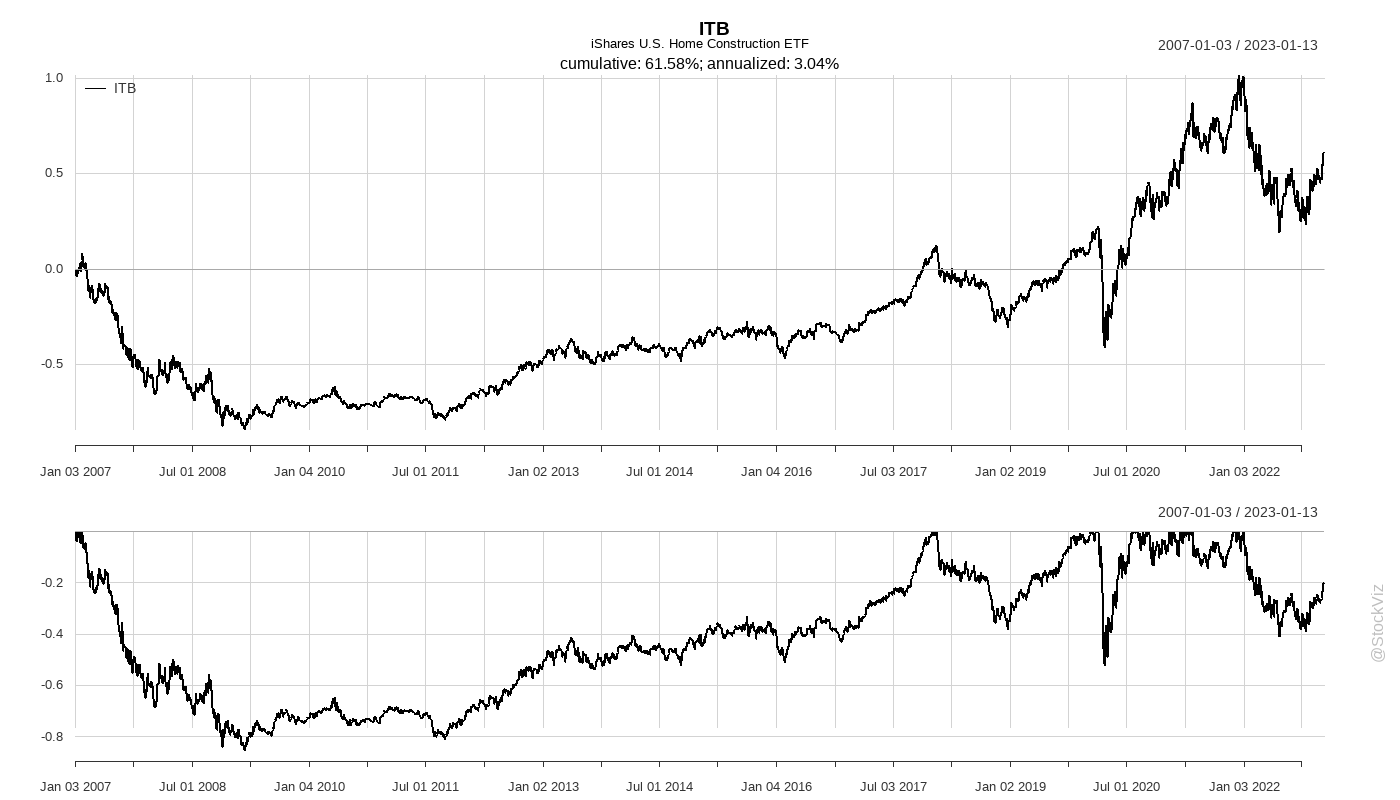 ITB
iShares U.S. Home Construction ETF
2007-01-03 / 2023-01-13
cumulative: 61.58%; annualized: 3.04%
1.0
ITB
0.5
0.0
-0.5
Jan 03 2007 Jul 01 2008 Jan 04 2010 Jul 01 2011 Jan 02 2013 Jul 01 2014 Jan 04 2016 Jul 03 2017 Jan 02 2019 Jul 01 2020 Jan 03 2022
2007-01-03 / 2023-01-13
-0.2
-0.4
-0.6
-0.8
Jan 03 2007 Jul 01 2008 Jan 04 2010 Jul 01 2011 Jan 02 2013 Jul 01 2014 Jan 04 2016 Jul 03 2017 Jan 02 2019 Jul 01 2020 Jan 03 2022
@StockViz